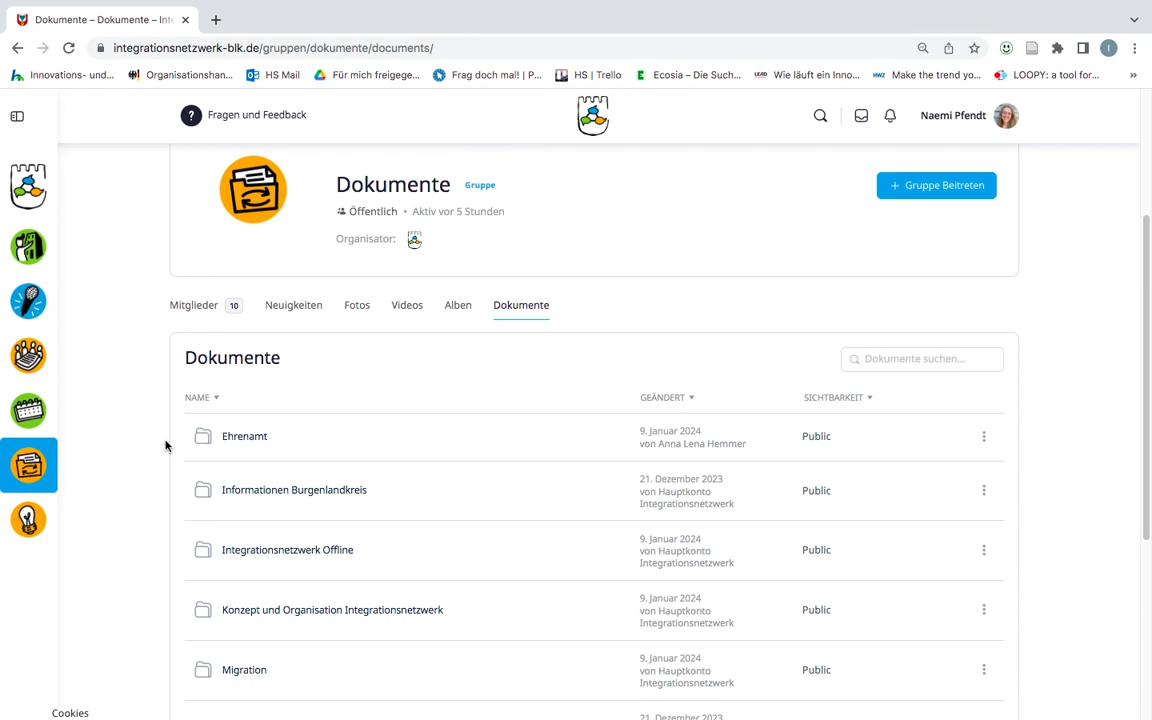 Dokumente – Dokumente – Inte
integrationsnetzwerk-blk.de/gruppen/dokumente/documents/
Innovations- und... Organisationshan... HS Mail Für mich freigege... Frag doch mal! | P... HS | Trello Ecosia – Die Such... LEAD Wie läuft ein Inno... HWZ Make the trend yo... LOOPY: a tool for... »
? Fragen und Feedback
Naemi Pfendt
Dokumente Gruppe
+ Gruppe Beitreten
Öffentlich • Aktiv vor 5 Stunden
Organisator:
Mitglieder 10 Neuigkeiten Fotos Videos Alben Dokumente
Dokumente
Dokumente suchen...
NAME GEÄNDERT SICHTBARKEIT
Ehrenamt
9. Januar 2024
von Anna Lena Hemmer
Public
Informationen Burgenlandkreis
21. Dezember 2023
von Hauptkonto
Integrationsnetzwerk
Public
Integrationsnetzwerk Offline
9. Januar 2024
von Hauptkonto
Integrationsnetzwerk
Public
Konzept und Organisation Integrationsnetzwerk
9. Januar 2024
von Hauptkonto
Integrationsnetzwerk
Public
Migration
9. Januar 2024
von Hauptkonto
Integrationsnetzwerk
Public
21. Dezember 2023
Cookies